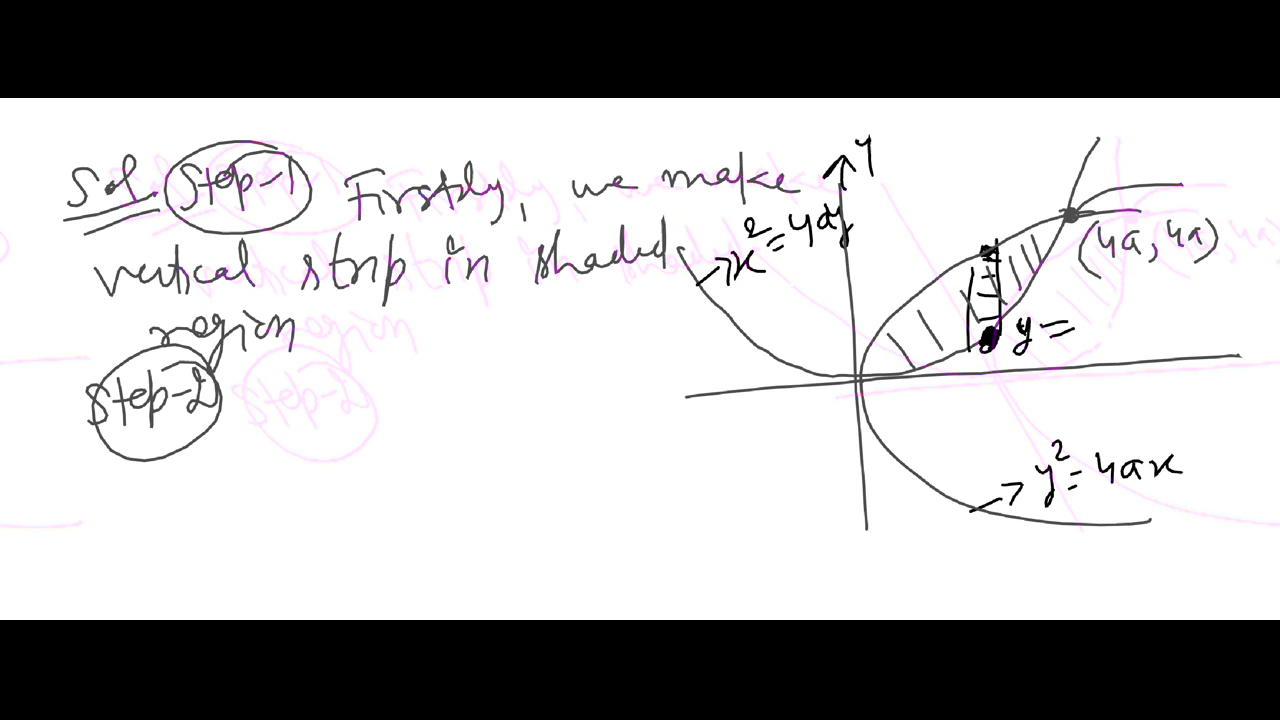 Sol. Step-1 Firstly, we make
vertical strip in shaded
region
Step-2
y
x²=4ay
(4a, 4a)
y=
y²=4ax